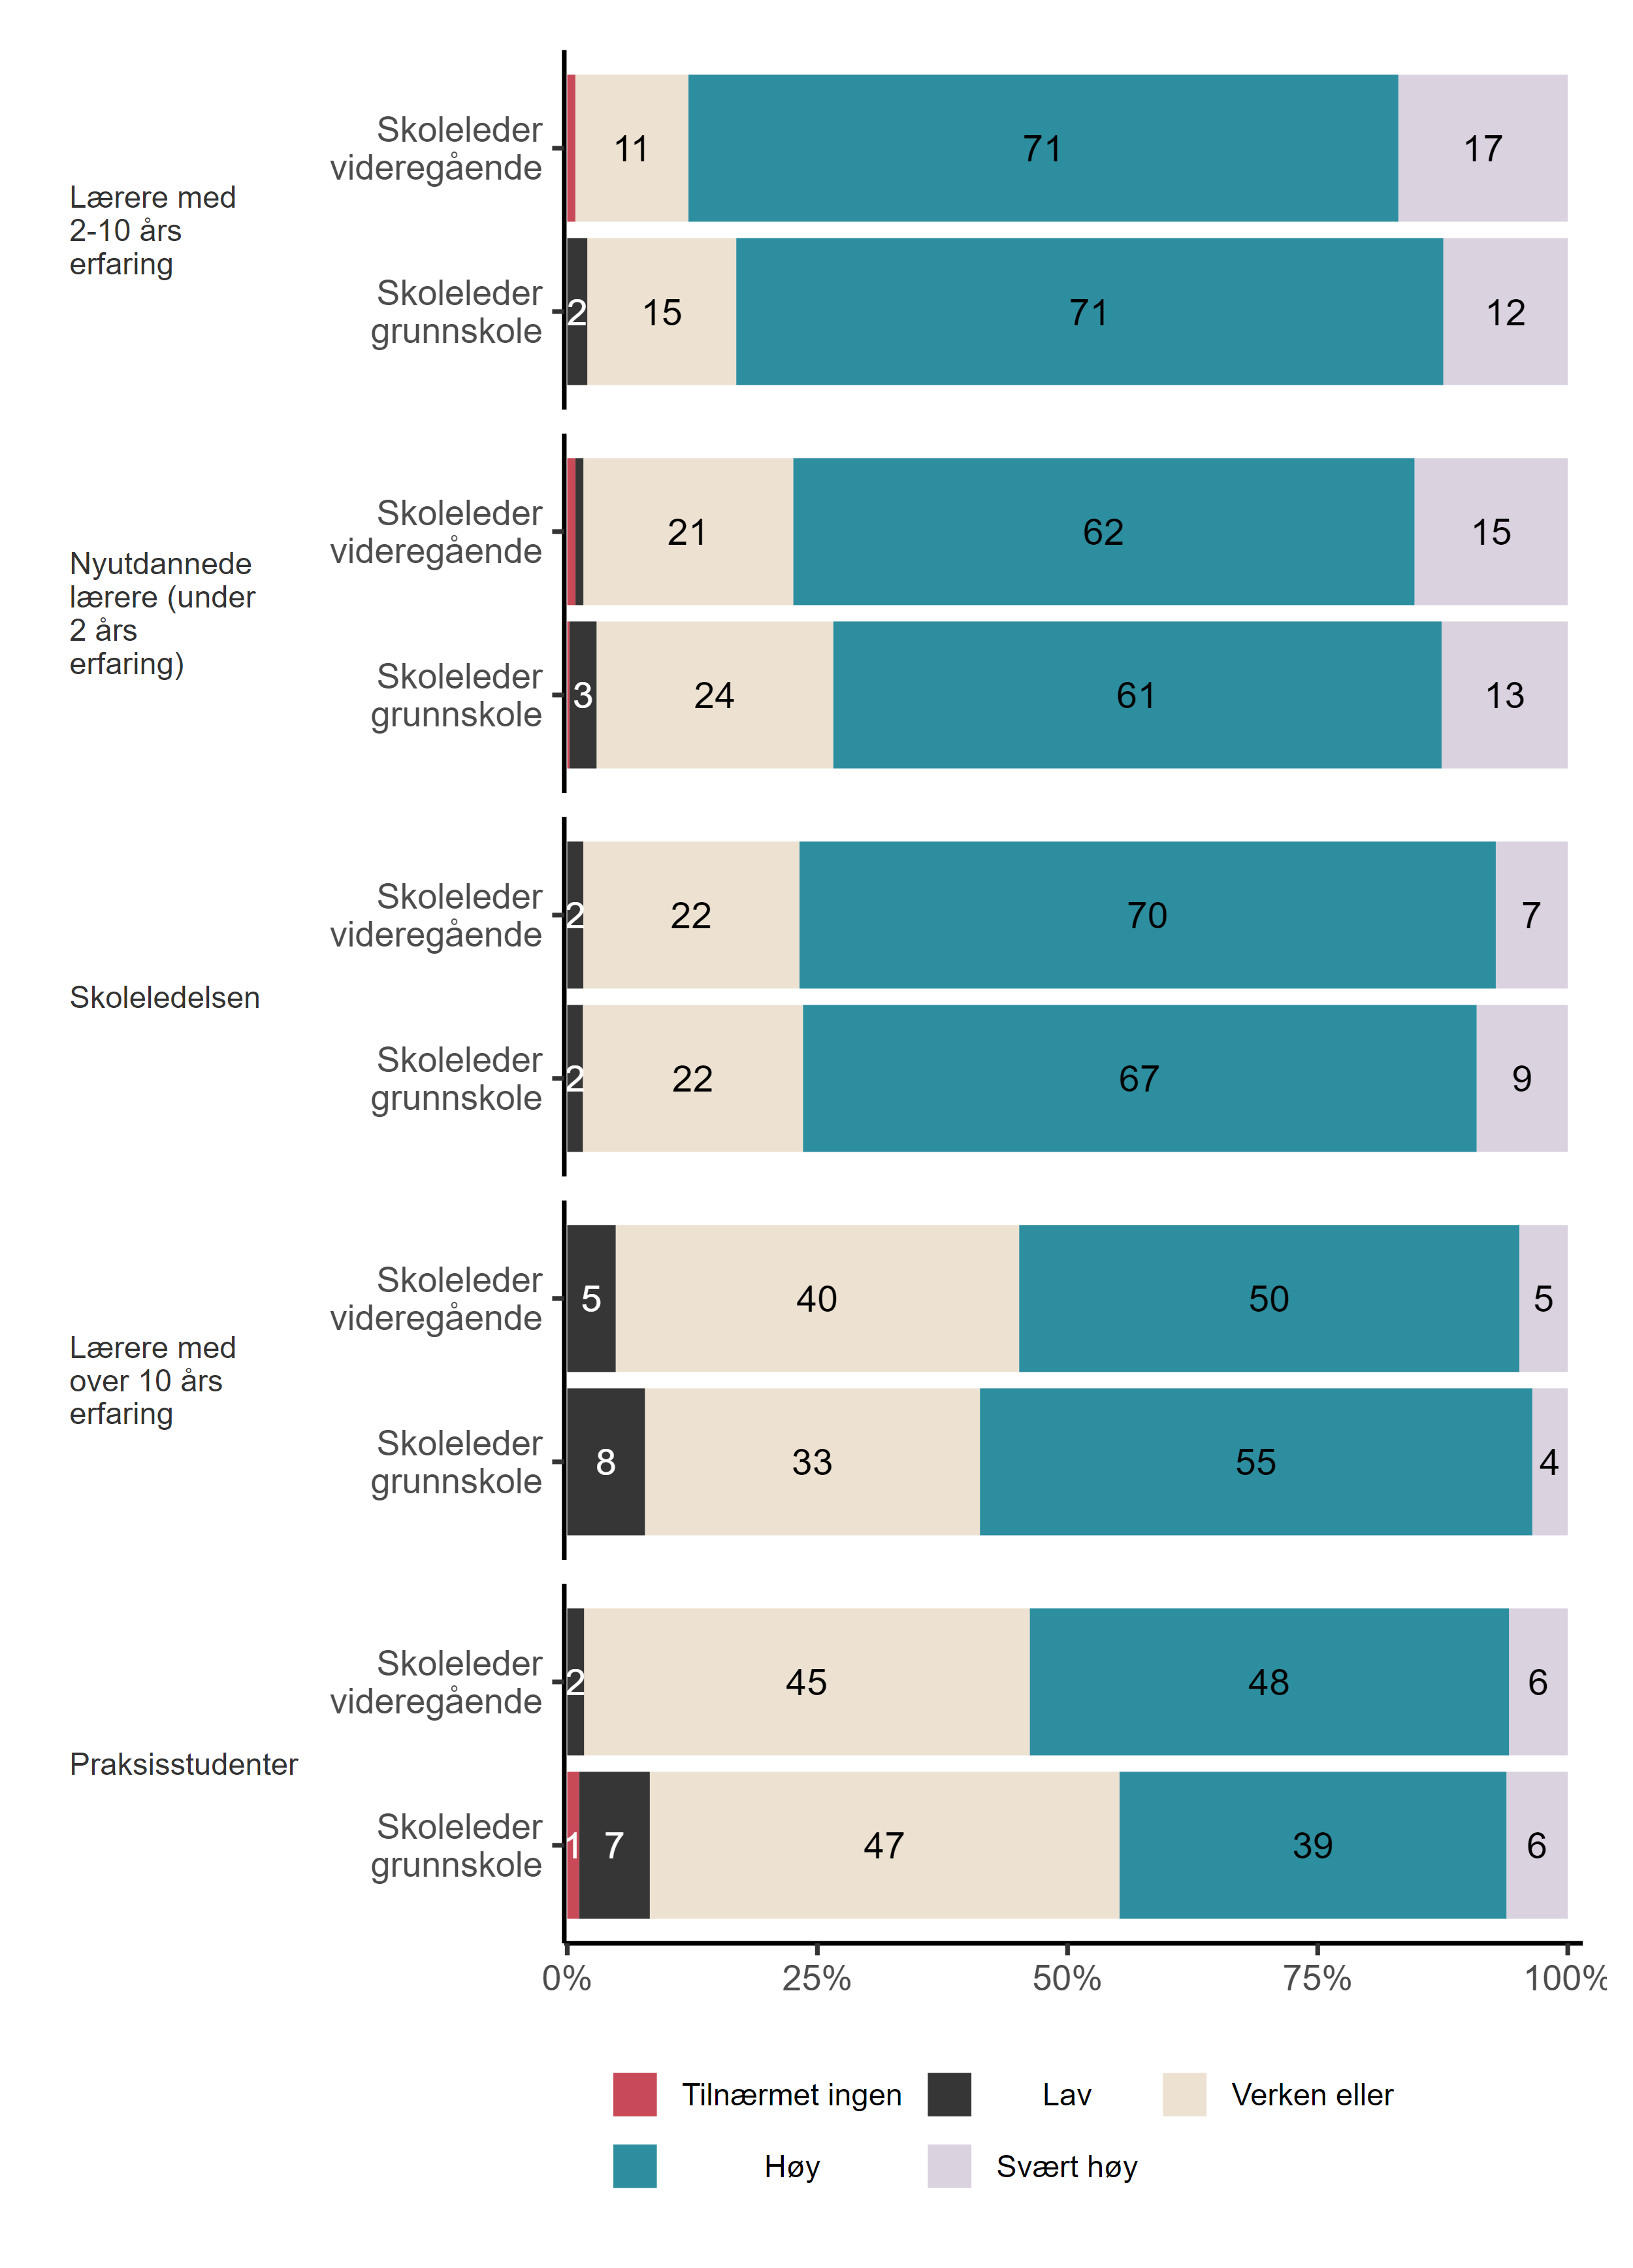 Lærere med
2-10 års
erfaring
Skoleleder
videregående
11 71 17
Skoleleder
grunnskole
2 15 71 12
Nyutdannede
lærere (under
2 års
erfaring)
Skoleleder
videregående
21 62 15
Skoleleder
grunnskole
3 24 61 13
Skoleledelsen
Skoleleder
videregående
2 22 70 7
Skoleleder
grunnskole
2 22 67 9
Lærere med
over 10 års
erfaring
Skoleleder
videregående
5 40 50 5
Skoleleder
grunnskole
8 33 55 4
Praksisstudenter
Skoleleder
videregående
2 45 48 6
Skoleleder
grunnskole
1 7 47 39 6
0% 25% 50% 75% 100%
Tilnærmet ingen Lav Verken eller
Høy Svært høy